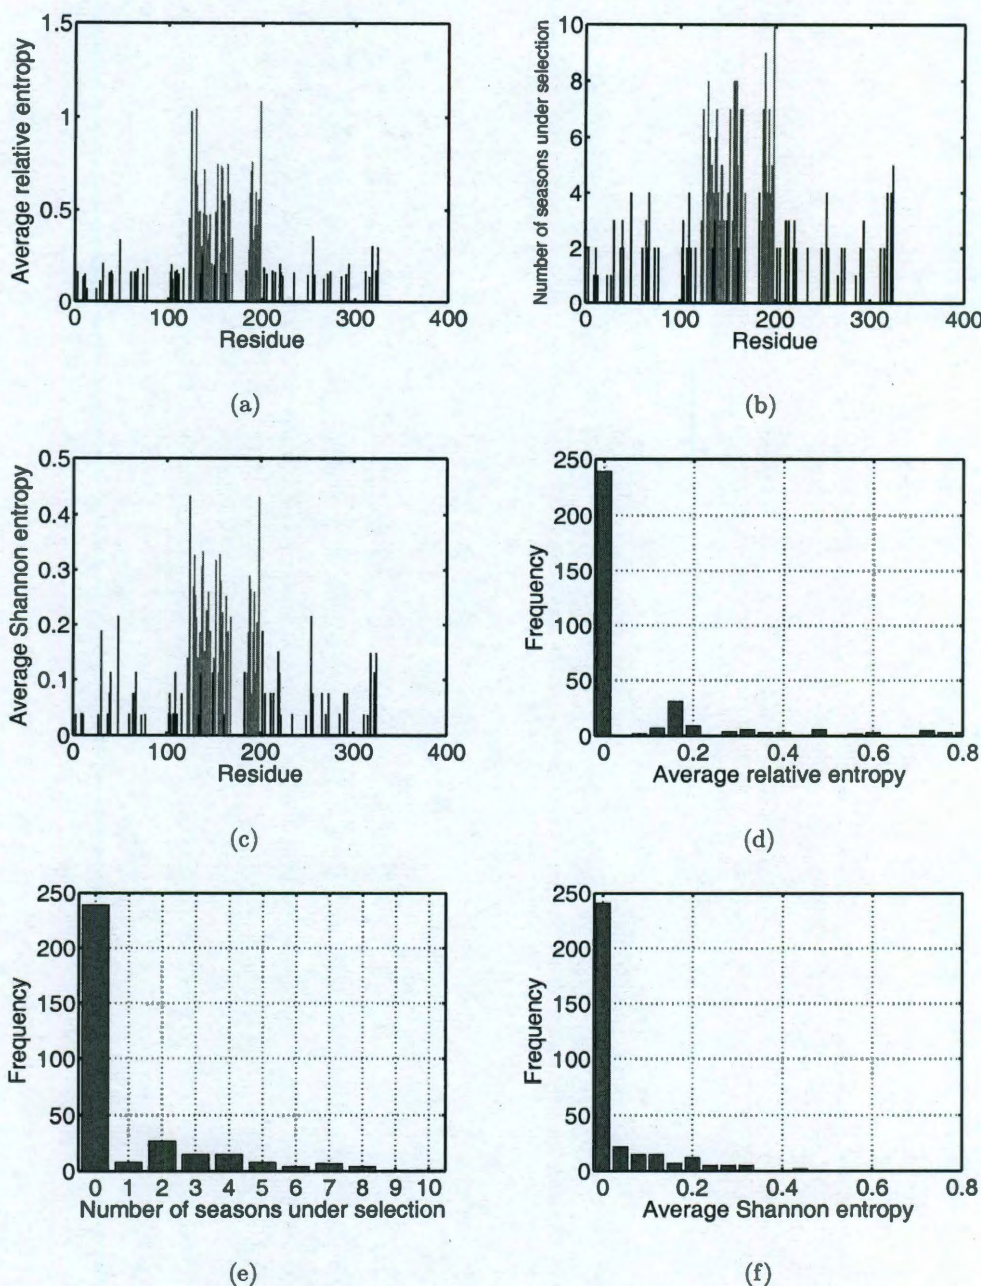 1.5
1
0.5
0
0 100 200 300 400
Average relative entropy
Residue
(a)
10
8
6
4
2
0
0 100 200 300 400
Number of seasons under selection
Residue
(b)
0.5
0.4
0.3
0.2
0.1
0
0 100 200 300 400
Average Shannon entropy
Residue
(c)
250
200
150
100
50
0
0 0.2 0.4 0.6 0.8
Frequency
Average relative entropy
(d)
250
200
150
100
50
0
0 1 2 3 4 5 6 7 8 9 10
Frequency
Number of seasons under selection
(e)
250
200
150
100
50
0
0 0.2 0.4 0.6 0.8
Frequency
Average Shannon entropy
(f)